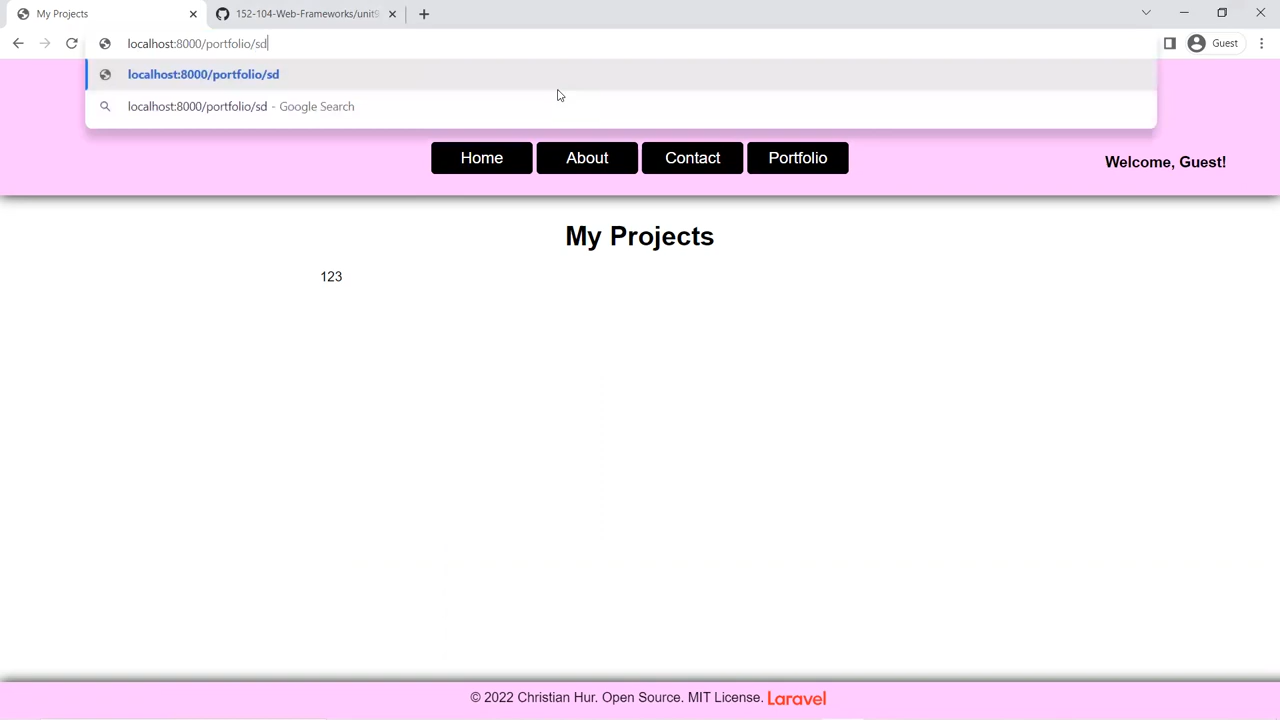 My Projects
152-104-Web-Frameworks/unit9
localhost:8000/portfolio/sd
Guest
localhost:8000/portfolio/sd
localhost:8000/portfolio/sd - Google Search
Home About Contact Portfolio
Welcome, Guest!
My Projects
123
© 2022 Christian Hur. Open Source. MIT License. Laravel